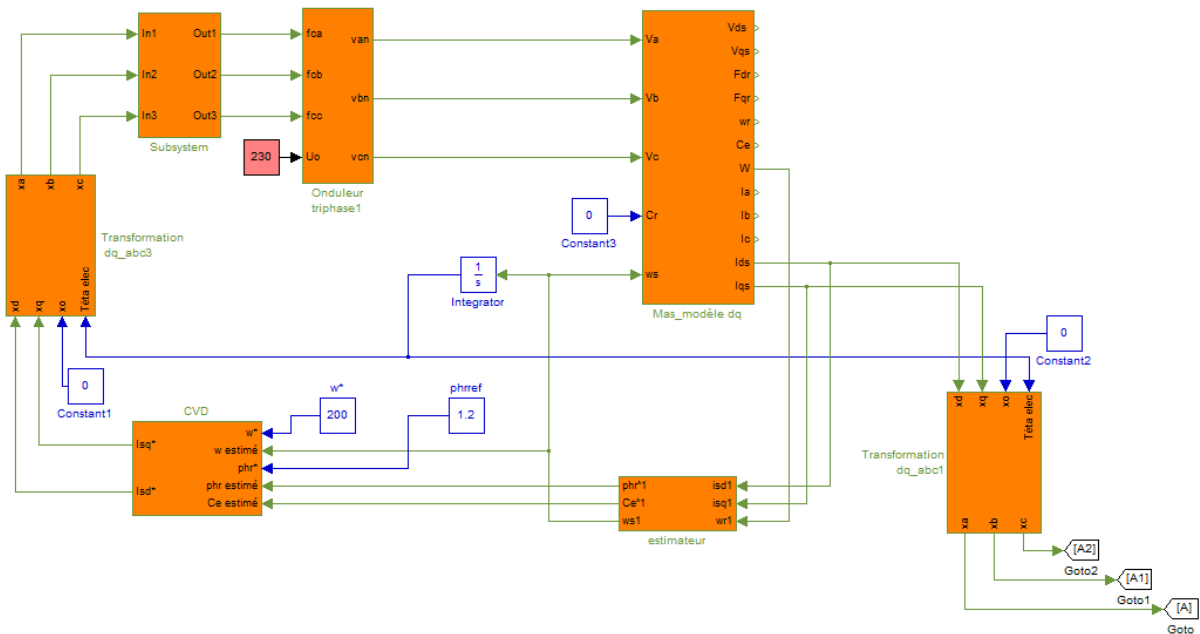 In1
In2
In3
Out1
Out2
Out3
Subsystem
fca
fcb
fcc
Uo
van
vbn
vcn
Onduleur
triphase1
230
Va
Vb
Vc
Cr
ws
Vds
Vqs
Fdr
Fqr
wr
Ce
W
Ia
Ib
Ic
Ids
Iqs
Mas_modèle dq
0
Constant3
1
s
Integrator
xa
xb
xc
xd
xq
xo
Téta elec
Transformation
dq_abc3
0
Constant1
CVD
Isq*
Isd*
w*
w estimé
phr*
phr estimé
Ce estimé
w*
200
phrref
1.2
phr^1
Ce^1
ws1
isd1
isq1
wr1
estimateur
0
Constant2
xd
xq
xo
Téta elec
xa
xb
xc
Transformation
dq_abc1
[A2]
Goto2
[A1]
Goto1
[A]
Goto